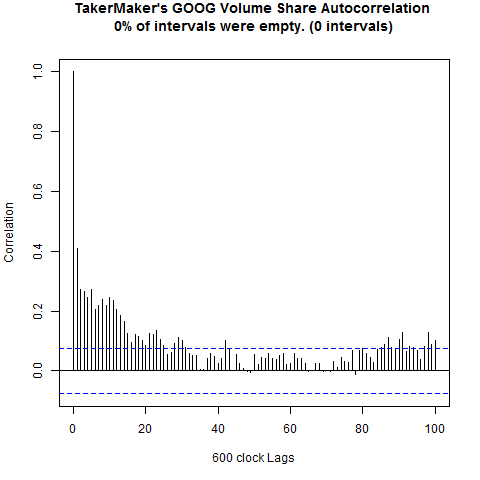 TakerMaker's GOOG Volume Share Autocorrelation
0% of intervals were empty. (0 intervals)
1.0
0.8
0.6
0.4
0.2
0.0
Correlation
0 20 40 60 80 100
600 clock Lags